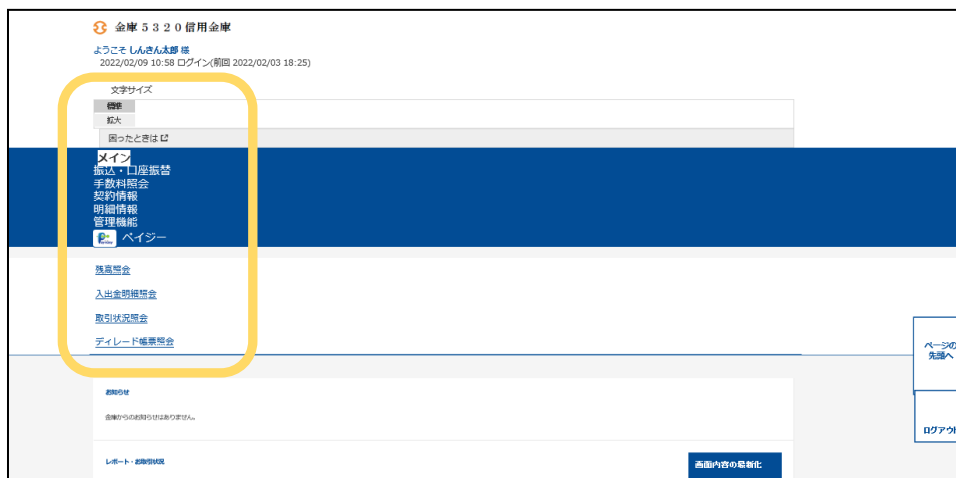 金庫５３２０信用金庫
ようこそ しんきん太郎 様
2022/02/09 10:58 ログイン(前回 2022/02/03 18:25)
文字サイズ
標準
拡大
困ったときは
メイン
振込・口座振替
手数料照会
契約情報
明細情報
管理機能
ペイジー
残高照会
入出金明細照会
取引状況照会
ディレード帳票照会
ページの
先頭へ
お知らせ
金庫からのお知らせはありません。
ログアウト
レポート・お取引状況
画面内容の最新化